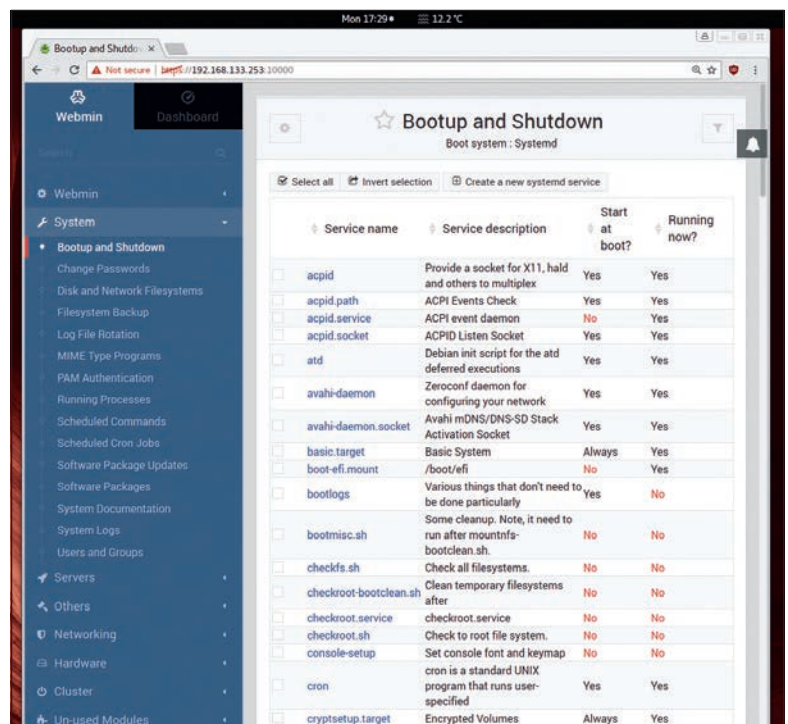 Mon 17:29 12.2 °C
Bootup and Shutdo
Not secure https://192.168.133.253:10000
Webmin
Dashboard
Search
Webmin
System
Bootup and Shutdown
Change Passwords
Disk and Network Filesystems
Filesystem Backup
Log File Rotation
MIME Type Programs
PAM Authentication
Running Processes
Scheduled Commands
Scheduled Cron Jobs
Software Package Updates
Software Packages
System Documentation
System Logs
Users and Groups
Servers
Others
Networking
Hardware
Cluster
Un-used Modules
Bootup and Shutdown
Boot system : Systemd
Select all Invert selection Create a new systemd service
Service name Service description Start at boot? Running now?
acpid Provide a socket for X11, hald Yes Yes
and others to multiplex
acpid.path ACPI Events Check Yes Yes
acpid.service ACPI event daemon No Yes
acpid.socket ACPID Listen Socket Yes Yes
atd Debian init script for the atd Yes Yes
deferred executions
avahi-daemon Zeroconf daemon for Yes Yes
configuring your network
avahi-daemon.socket Avahi mDNS/DNS-SD Stack Yes Yes
Activation Socket
basic.target Basic System Always Yes
boot-efi.mount /boot/efi No Yes
bootlogs Various things that don't need to Yes No
be done particularly
bootmisc.sh Some cleanup. Note, it need to No No
run after mountnfs-
bootclean.sh.
checkfs.sh Check all filesystems. No No
checkroot-bootclean.sh Clean temporary filesystems No No
after
checkroot.service checkroot.service No No
checkroot.sh Check to root file system. No No
console-setup Set console font and keymap No No
cron cron is a standard UNIX Yes Yes
program that runs user-
specified
cryptsetup.target Encrypted Volumes Always Yes